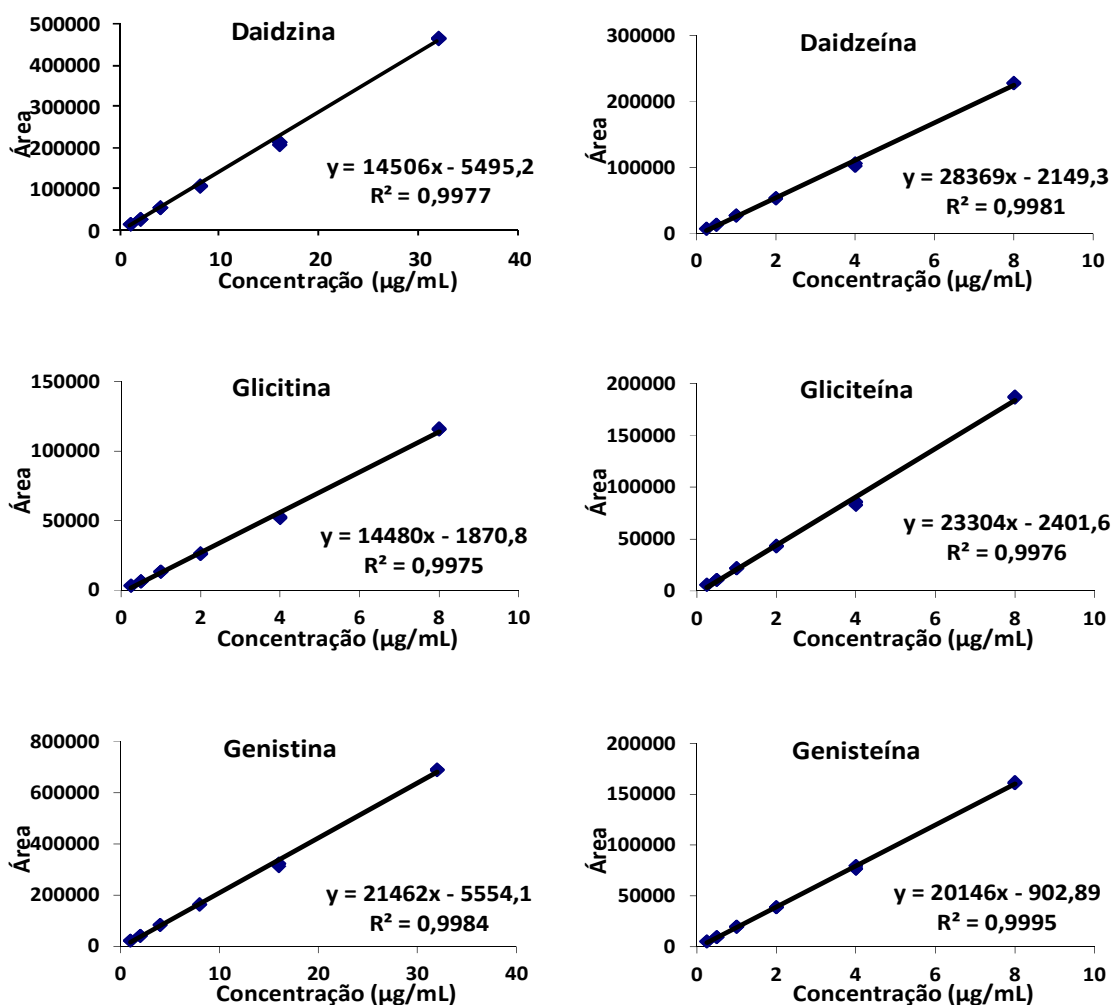 Daidzina
500000
400000
300000
200000
100000
0
Área
y = 14506x - 5495,2
R² = 0,9977
0 10 20 30 40
Concentração (µg/mL)
Daidzeína
300000
200000
100000
0
Área
y = 28369x - 2149,3
R² = 0,9981
0 2 4 6 8 10
Concentração (µg/mL)
Glicitina
150000
100000
50000
0
Área
y = 14480x - 1870,8
R² = 0,9975
0 2 4 6 8 10
Concentração (µg/mL)
Gliciteína
200000
150000
100000
50000
0
Área
y = 23304x - 2401,6
R² = 0,9976
0 2 4 6 8 10
Concentração (µg/mL)
Genistina
800000
600000
400000
200000
0
Área
y = 21462x - 5554,1
R² = 0,9984
0 10 20 30 40
Concentração (µg/mL)
Genisteína
200000
150000
100000
50000
0
Área
y = 20146x - 902,89
R² = 0,9995
0 2 4 6 8 10
Concentração (µg/mL)